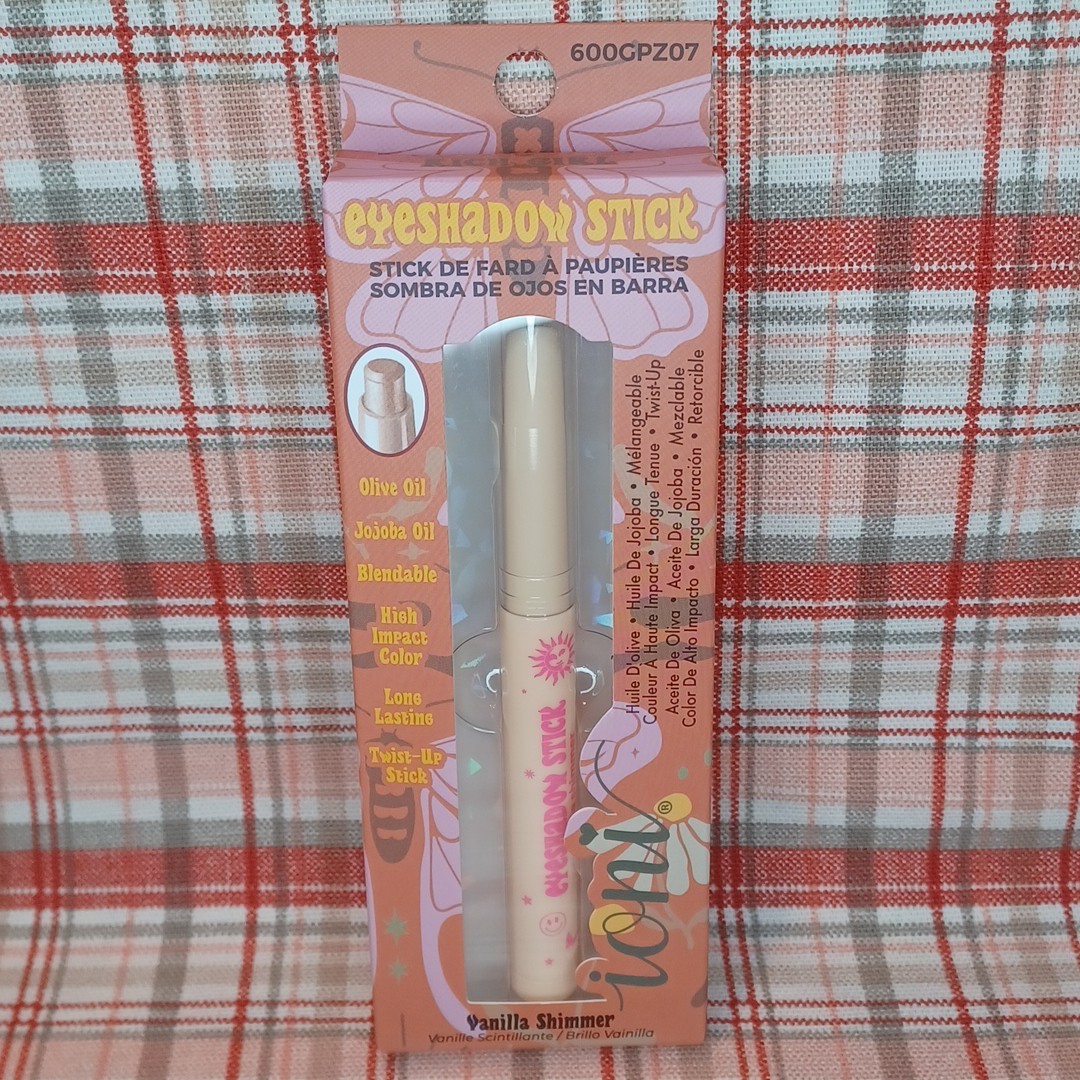 600GPZ07
EYESHADOW STICK
STICK DE FARD À PAUPIÈRES
SOMBRA DE OJOS EN BARRA
Olive Oil
Jojoba Oil
Blendable
High
Impact
Color
Long
Lasting
Twist-Up
Stick
Huile D'olive • Huile De Jojoba • Mélangeable
Couleur À Haute Impact • Longue Tenue • Twist-Up
Aceite De Oliva • Aceite De Jojoba • Mezclable
Color De Alto Impacto • Larga Duración • Retorcible
EYESHADOW STICK
ioni®
Vanilla Shimmer
Vanille Scintillante / Brillo Vainilla